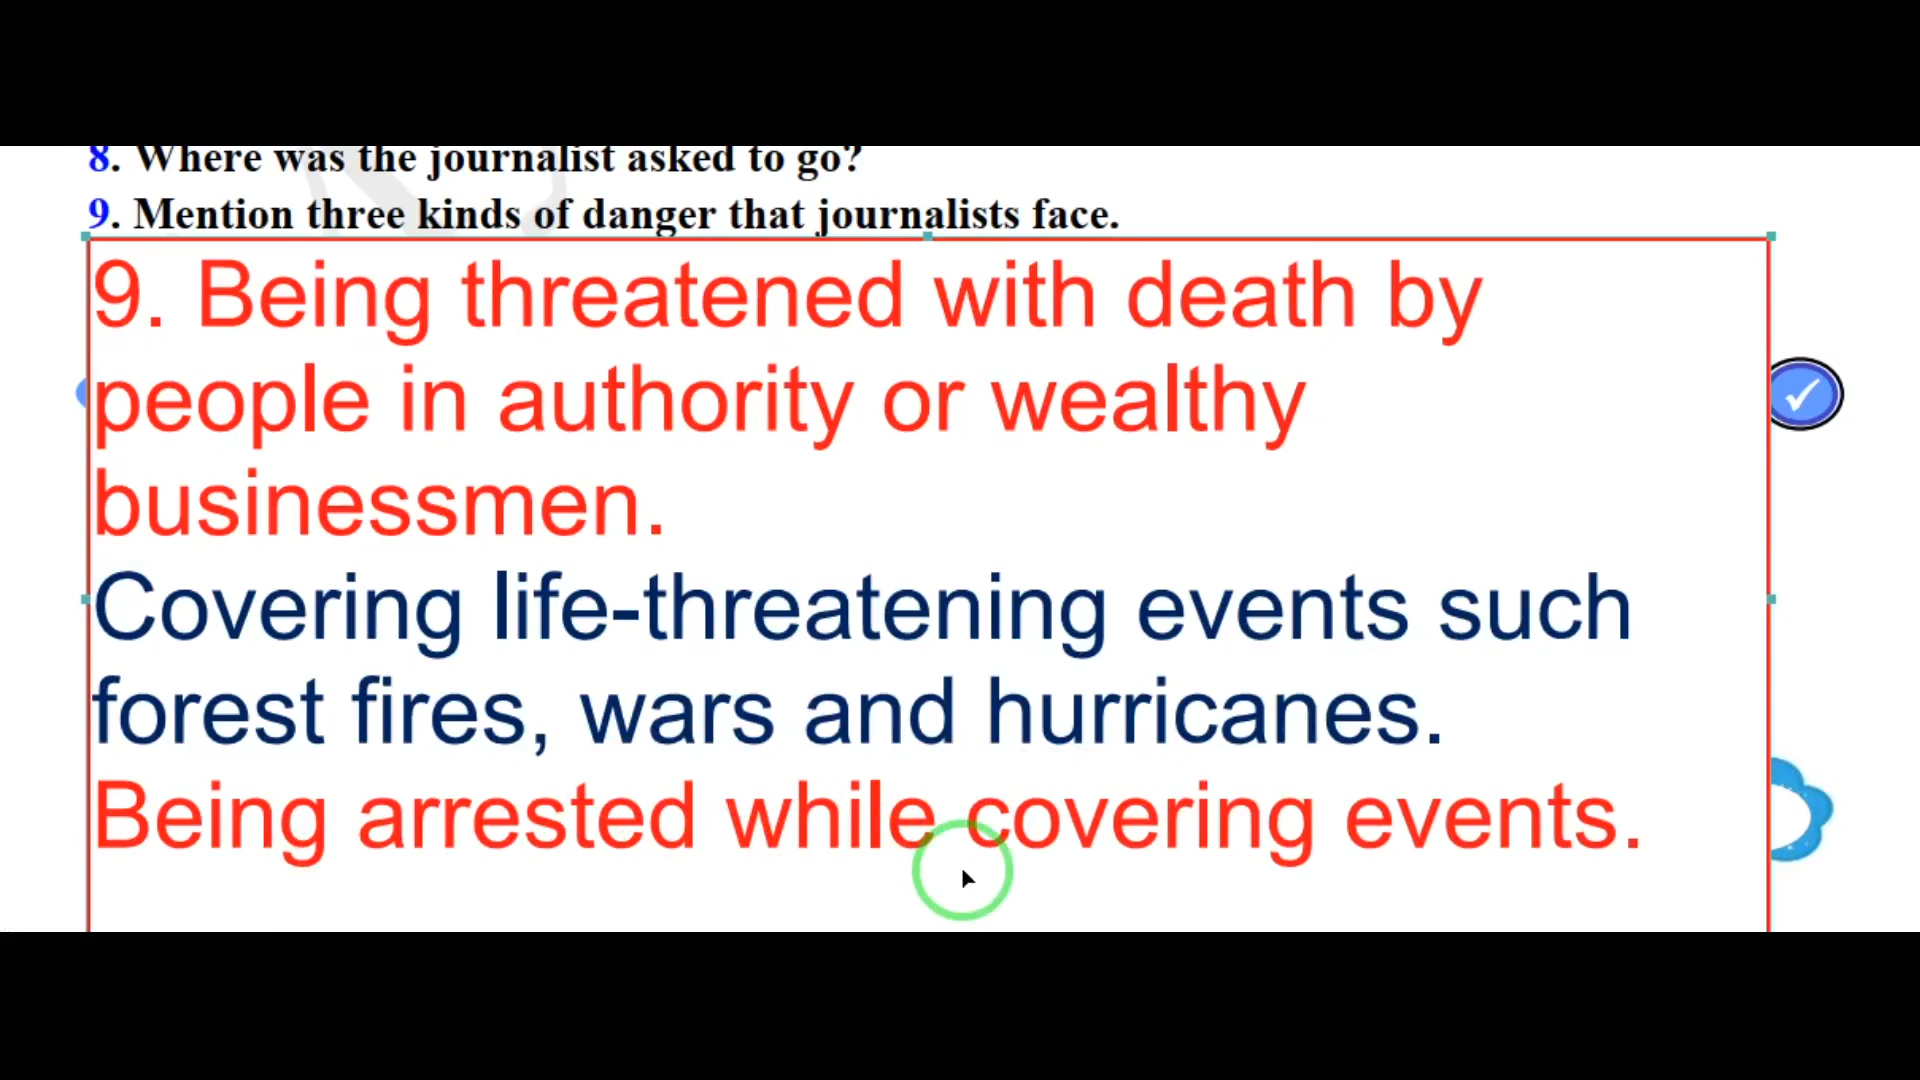 8. Where was the journalist asked to go?
9. Mention three kinds of danger that journalists face.
9. Being threatened with death by
people in authority or wealthy
businessmen.
Covering life-threatening events such
forest fires, wars and hurricanes.
Being arrested while covering events.